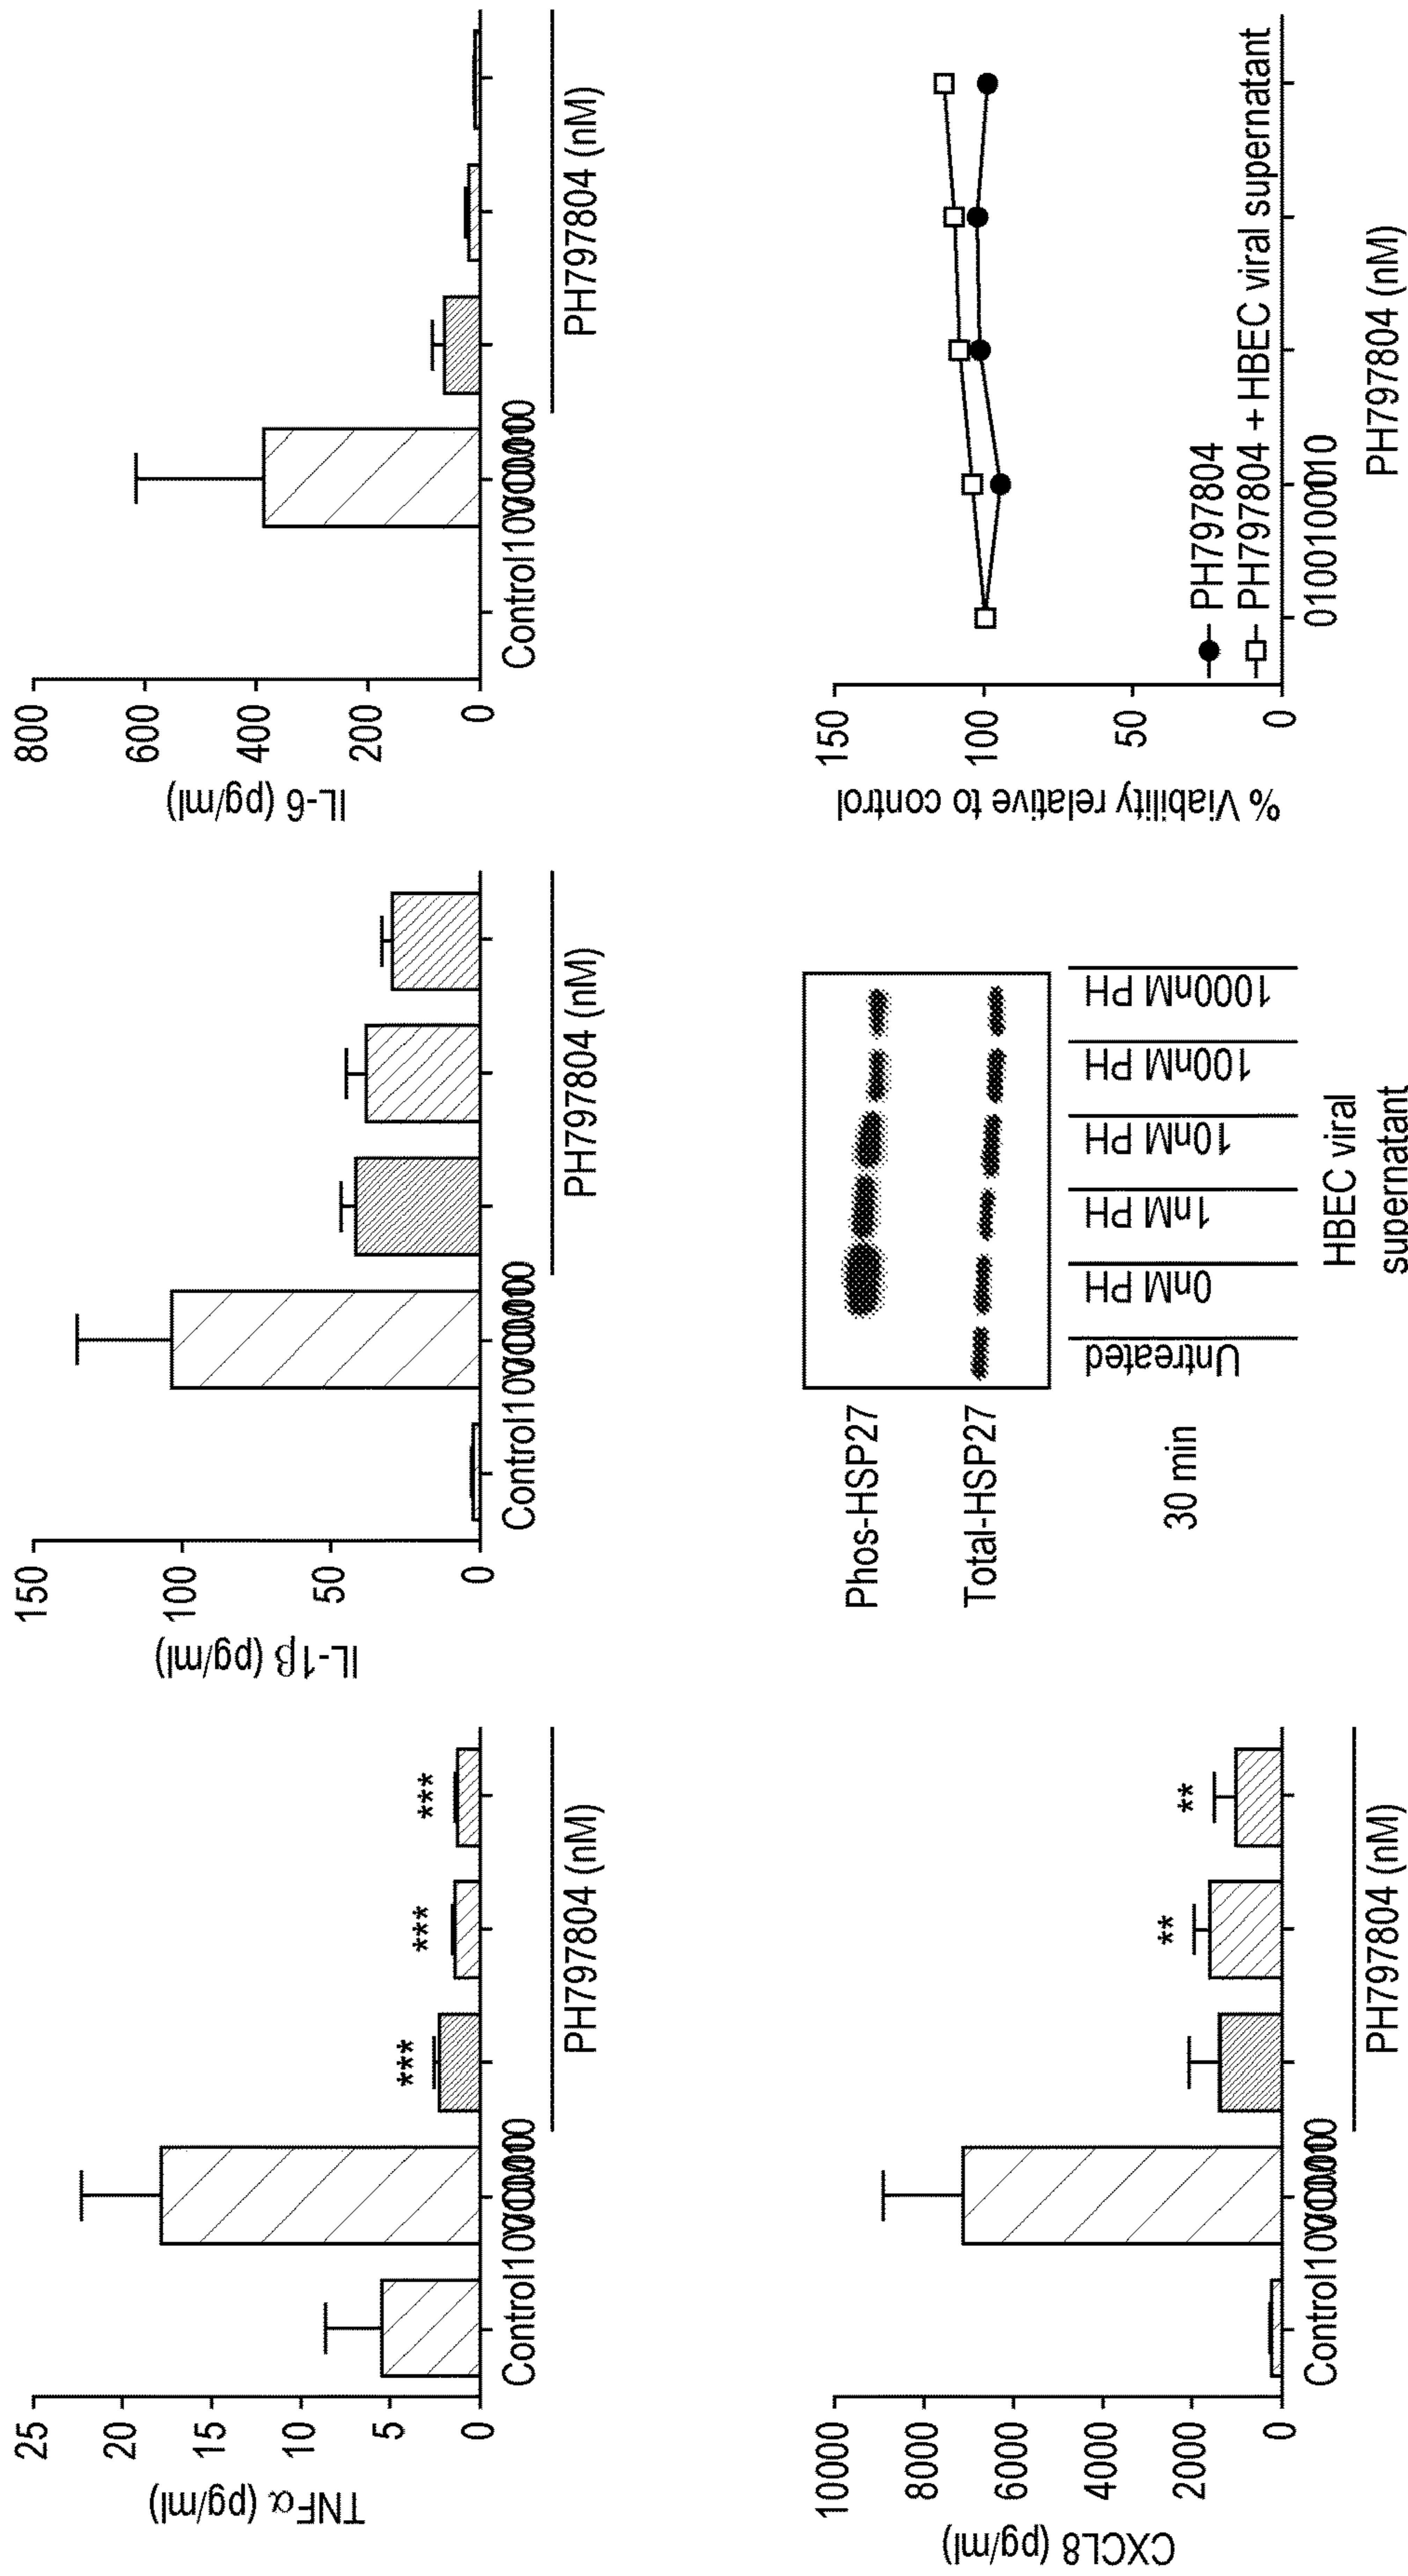 TNFα (pg/ml)
25
20
15
10
5
0
***
***
***
Control
PH797804 (nM)
IL-1β (pg/ml)
150
100
50
0
Control
PH797804 (nM)
IL-6 (pg/ml)
800
600
400
200
0
Control
PH797804 (nM)
CXCL8 (pg/ml)
10000
8000
6000
4000
2000
0
**
**
Control
PH797804 (nM)
Phos-HSP27
Total-HSP27
30 min
Untreated
0nM PH
1nM PH
10nM PH
100nM PH
1000nM PH
HBEC viral
supernatant
% Viability relative to control
150
100
50
0
PH797804
PH797804 + HBEC viral supernatant
PH797804 (nM)